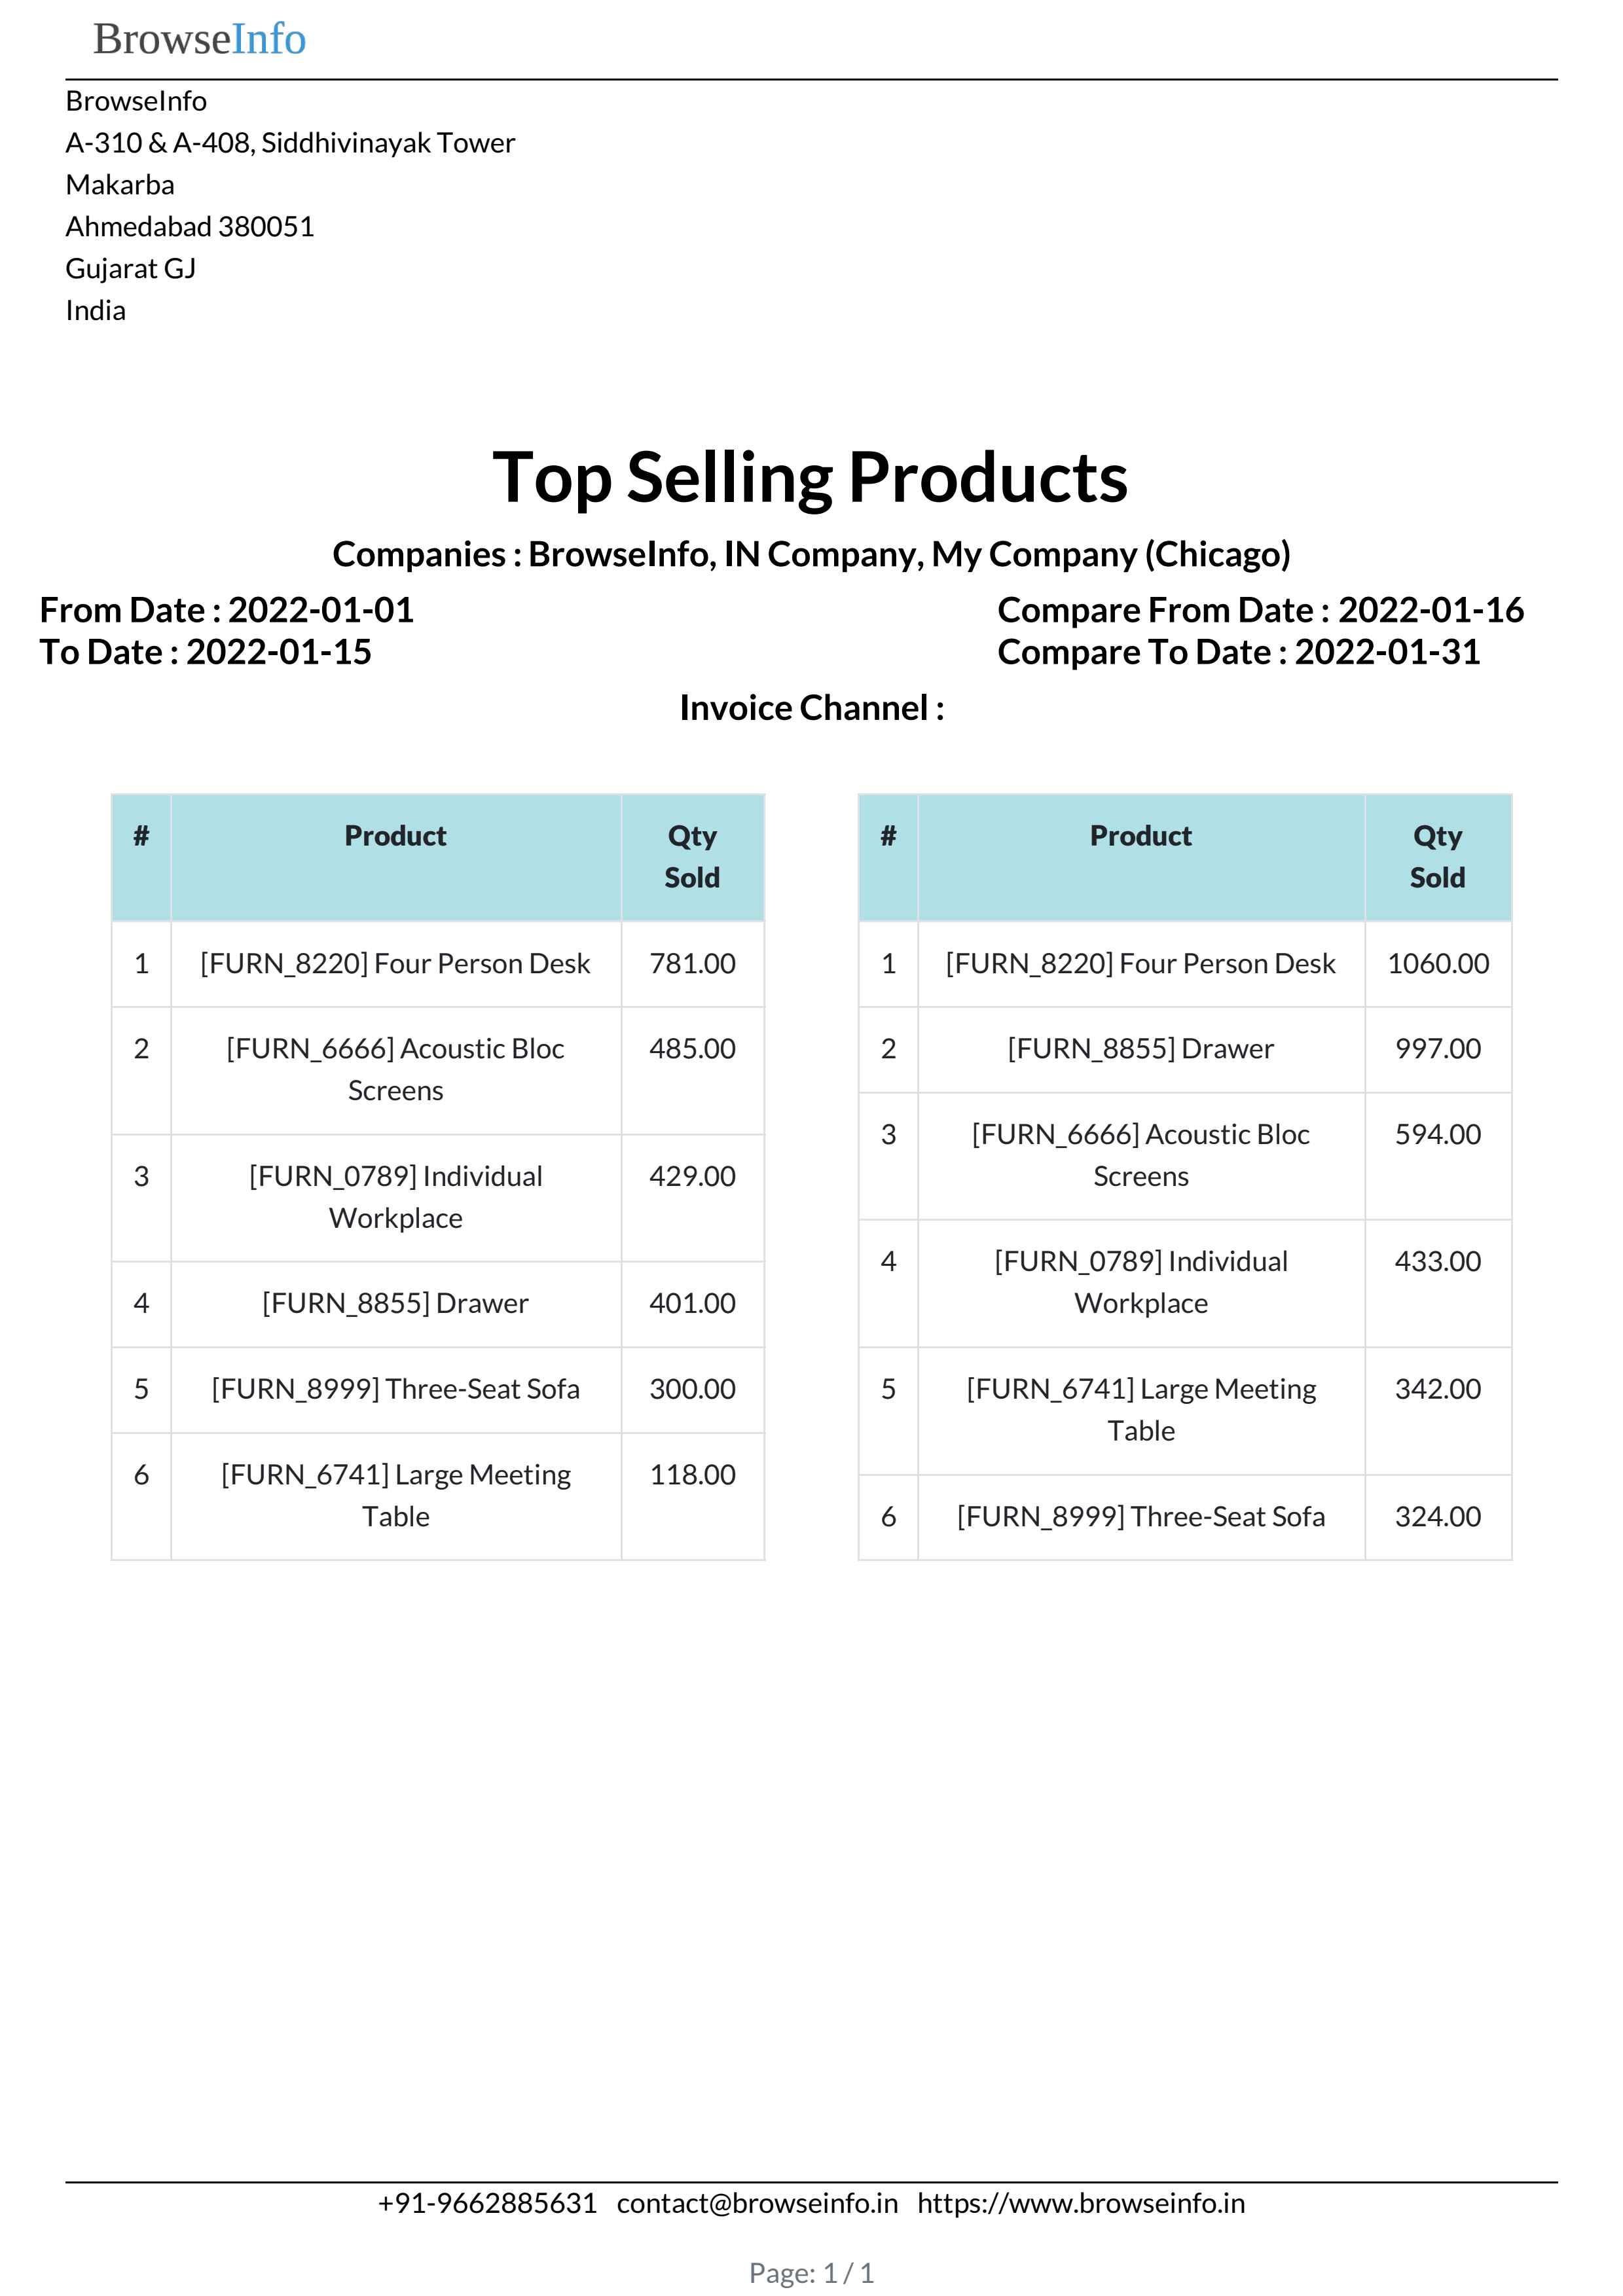 BrowseInfo
BrowseInfo
A-310 & A-408, Siddhivinayak Tower
Makarba
Ahmedabad 380051
Gujarat GJ
India
Top Selling Products
Companies : BrowseInfo, IN Company, My Company (Chicago)
From Date : 2022-01-01
To Date : 2022-01-15
Compare From Date : 2022-01-16
Compare To Date : 2022-01-31
Invoice Channel :
# Product Qty
Sold
1 [FURN_8220] Four Person Desk 781.00
2 [FURN_6666] Acoustic Bloc 485.00
Screens
3 [FURN_0789] Individual 429.00
Workplace
4 [FURN_8855] Drawer 401.00
5 [FURN_8999] Three-Seat Sofa 300.00
6 [FURN_6741] Large Meeting 118.00
Table
# Product Qty
Sold
1 [FURN_8220] Four Person Desk 1060.00
2 [FURN_8855] Drawer 997.00
3 [FURN_6666] Acoustic Bloc 594.00
Screens
4 [FURN_0789] Individual 433.00
Workplace
5 [FURN_6741] Large Meeting 342.00
Table
6 [FURN_8999] Three-Seat Sofa 324.00
+91-9662885631 contact@browseinfo.in https://www.browseinfo.in
Page: 1 / 1